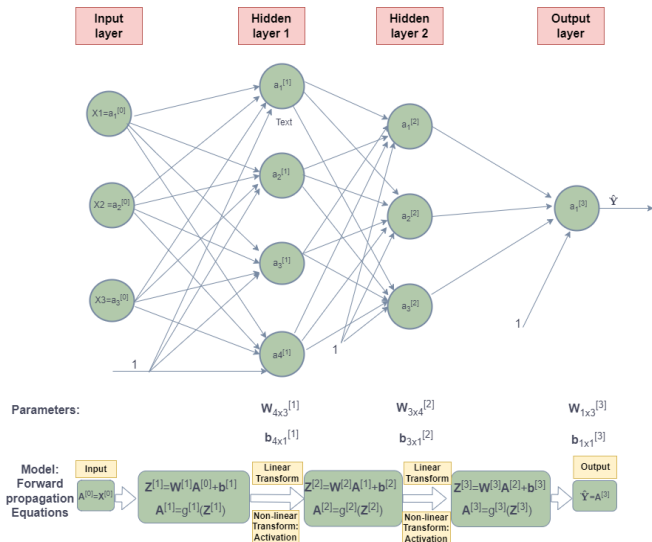 Input layer
Hidden layer 1
Hidden layer 2
Output layer
a₁[1]
X1=a₁[0]
Text
a₁[2]
a₂[1]
X2 =a₂[0]
a₁[3]
Ŷ
a₂[2]
a₃[1]
X3=a₃[0]
a₃[2]
1
a4[1]
1
1
Parameters:
W₄ₓ₃[1]
W₃ₓ₄[2]
W₁ₓ₃[3]
b₄ₓ₁[1]
b₃ₓ₁[2]
b₁ₓ₁[3]
Model:
Forward
propagation
Equations
Input
A[0]=X[0]
Z[1]=W[1]A[0]+b[1]
A[1]=g[1](Z[1])
Linear
Transform
Non-linear
Transform:
Activation
Z[2]=W[2]A[1]+b[2]
A[2]=g[2](Z[2])
Linear
Transform
Non-linear
Transform:
Activation
Z[3]=W[3]A[2]+b[3]
A[3]=g[3](Z[3])
Output
Ŷ=A[3]